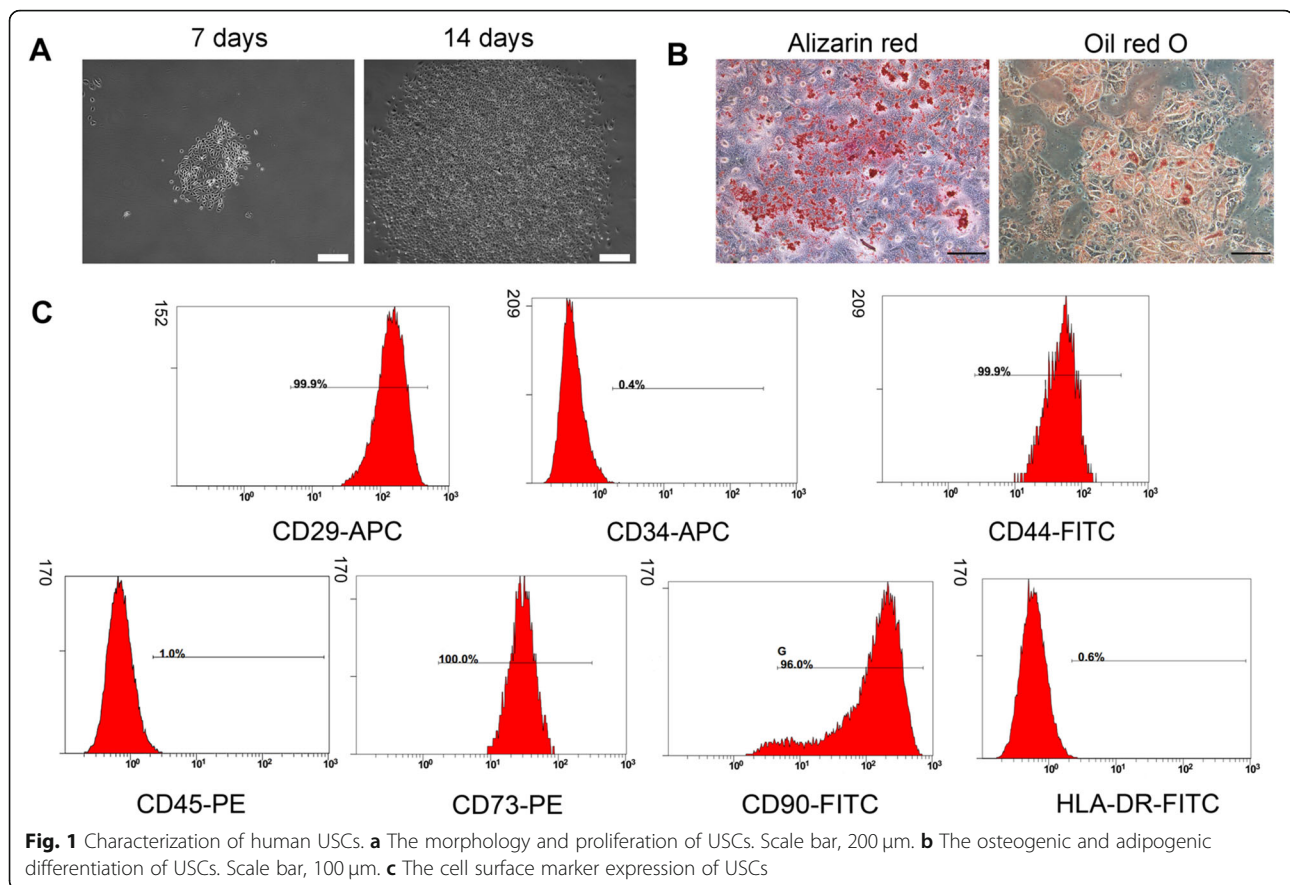 A
7 days
14 days
B
Alizarin red
Oil red O
C
152
99.9%
10⁰ 10¹ 10² 10³
CD29-APC
209
0.4%
10⁰ 10¹ 10² 10³
CD34-APC
209
99.9%
10⁰ 10¹ 10² 10³
CD44-FITC
170
1.0%
10⁰ 10¹ 10² 10³
CD45-PE
170
100.0%
10⁰ 10¹ 10² 10³
CD73-PE
170
G
96.0%
10⁰ 10¹ 10² 10³
CD90-FITC
170
0.6%
10⁰ 10¹ 10² 10³
HLA-DR-FITC
Fig. 1 Characterization of human USCs. a The morphology and proliferation of USCs. Scale bar, 200 μm. b The osteogenic and adipogenic
differentiation of USCs. Scale bar, 100 μm. c The cell surface marker expression of USCs